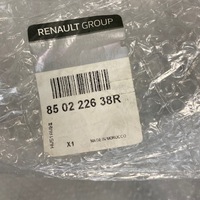 RENAULT GROUP
85 02 226 38R
X1
MADE IN MOROCCO